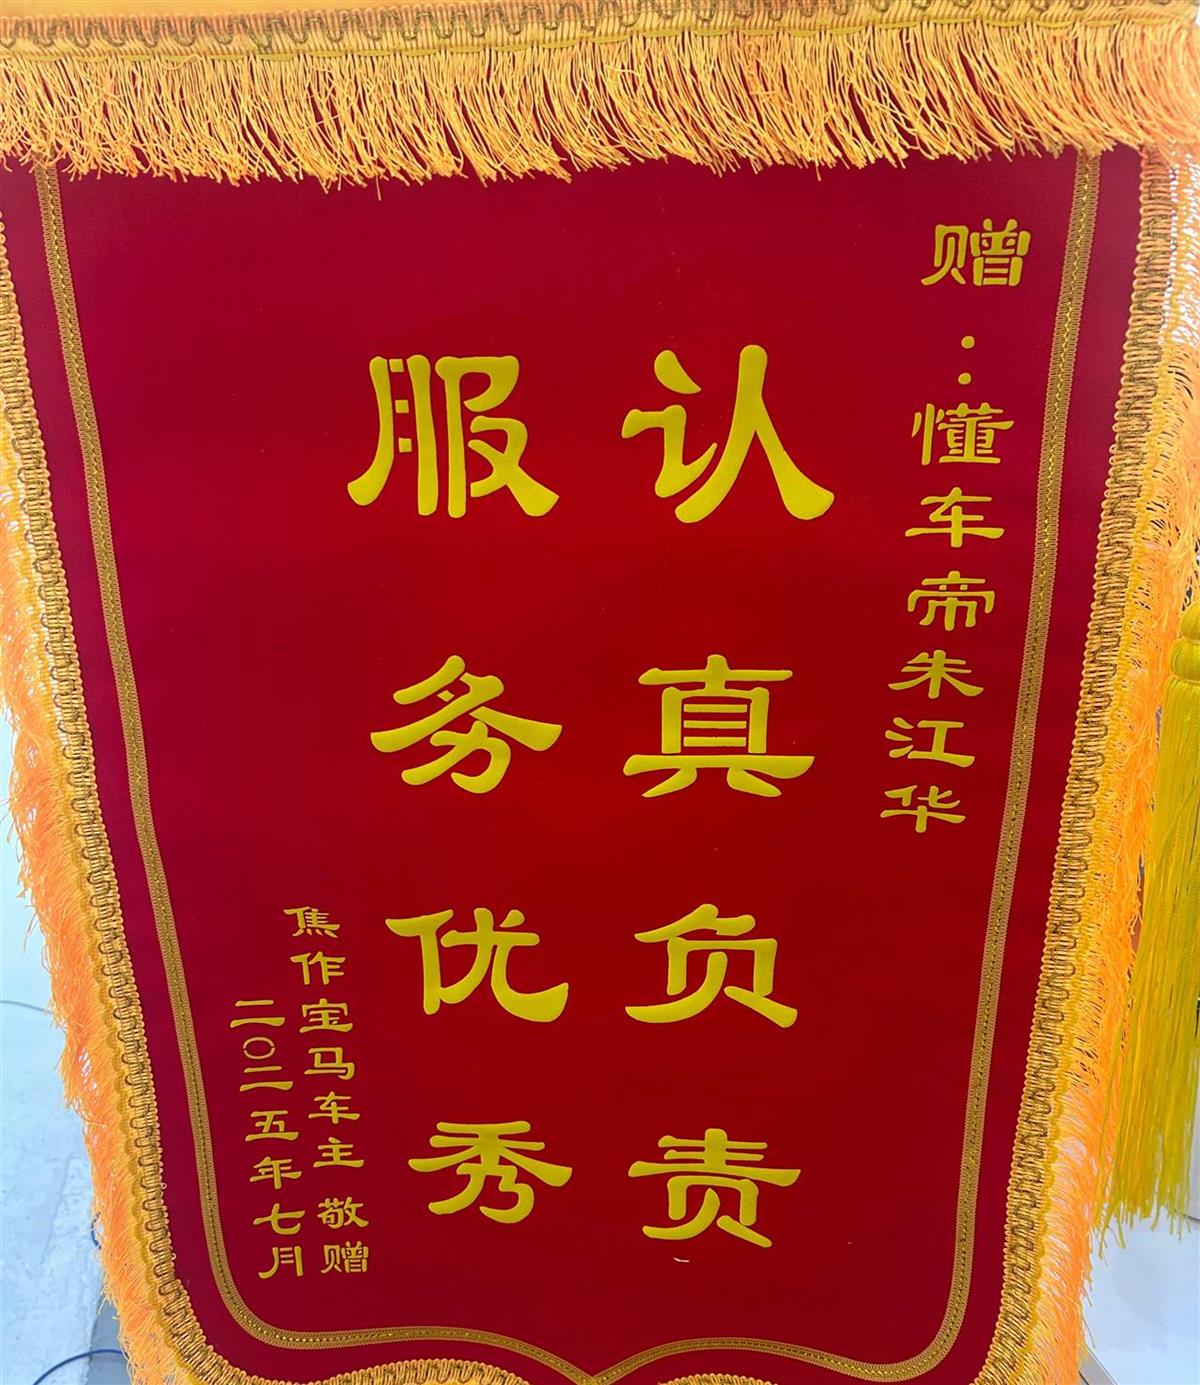 赠：懂车帝朱江华
认真负责
服务优秀
焦作宝马车主 敬赠
二〇二五年七月